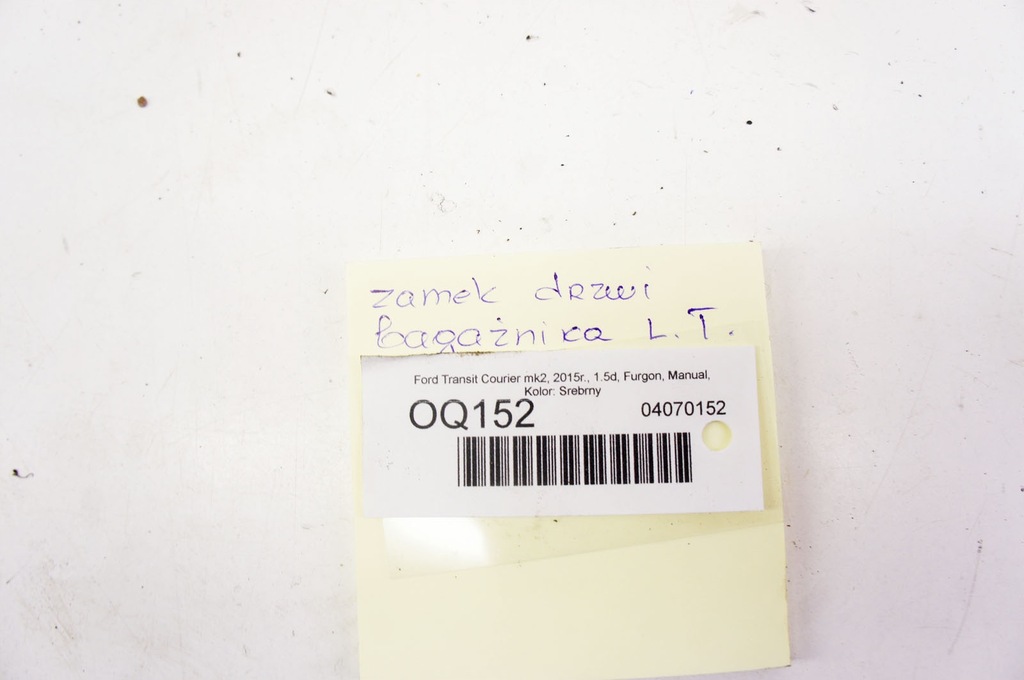 zamek drzwi
bagażnika L.T.
Ford Transit Courier mk2, 2015r., 1.5d, Furgon, Manual,
Kolor: Srebrny
OQ152
04070152